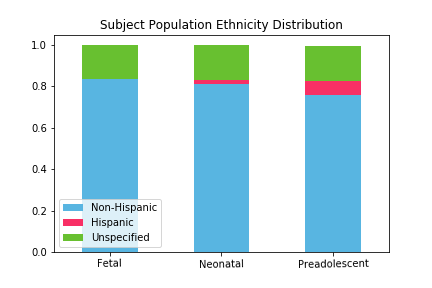 Subject Population Ethnicity Distribution
1.0
0.8
0.6
0.4
0.2
0.0
Non-Hispanic
Hispanic
Unspecified
Fetal
Neonatal
Preadolescent